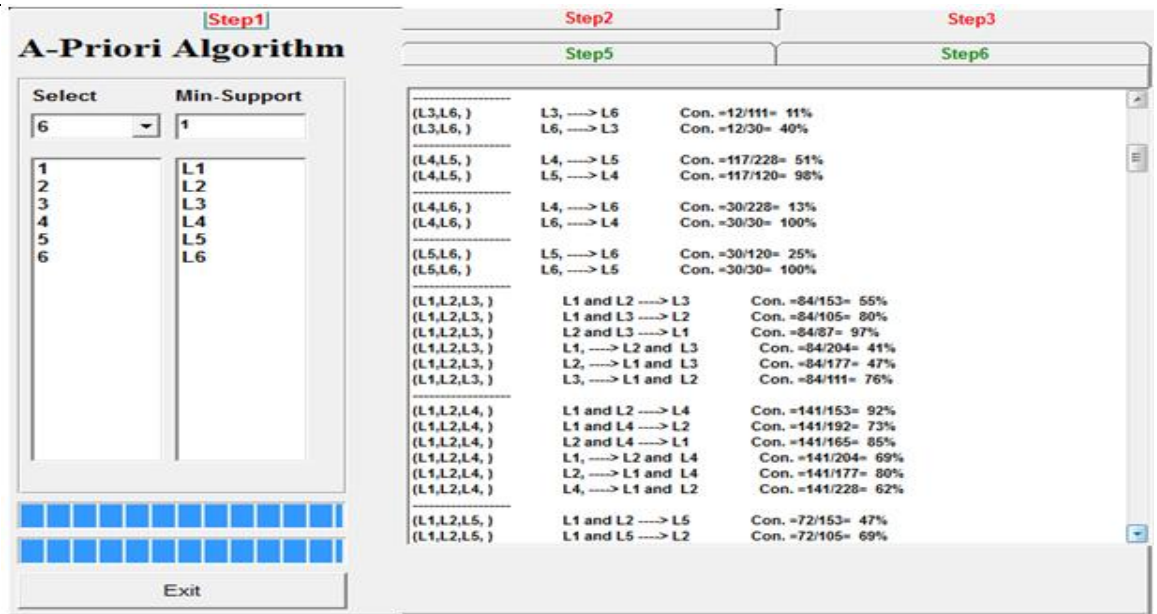 Step1 Step2 Step3
A-Priori Algorithm
Step5 Step6
Select Min-Support
6 1
1 L1
2 L2
3 L3
4 L4
5 L5
6 L6
Exit
-------------------
(L3,L6, ) L3, ----> L6 Con. =12/111= 11%
(L3,L6, ) L6, ----> L3 Con. =12/30= 40%
-------------------
(L4,L5, ) L4, ----> L5 Con. =117/228= 51%
(L4,L5, ) L5, ----> L4 Con. =117/120= 98%
-------------------
(L4,L6, ) L4, ----> L6 Con. =30/228= 13%
(L4,L6, ) L6, ----> L4 Con. =30/30= 100%
-------------------
(L5,L6, ) L5, ----> L6 Con. =30/120= 25%
(L5,L6, ) L6, ----> L5 Con. =30/30= 100%
-------------------
(L1,L2,L3, ) L1 and L2 ----> L3 Con. =84/153= 55%
(L1,L2,L3, ) L1 and L3 ----> L2 Con. =84/105= 80%
(L1,L2,L3, ) L2 and L3 ----> L1 Con. =84/87= 97%
(L1,L2,L3, ) L1, ----> L2 and L3 Con. =84/204= 41%
(L1,L2,L3, ) L2, ----> L1 and L3 Con. =84/177= 47%
(L1,L2,L3, ) L3, ----> L1 and L2 Con. =84/111= 76%
-------------------
(L1,L2,L4, ) L1 and L2 ----> L4 Con. =141/153= 92%
(L1,L2,L4, ) L1 and L4 ----> L2 Con. =141/192= 73%
(L1,L2,L4, ) L2 and L4 ----> L1 Con. =141/165= 85%
(L1,L2,L4, ) L1, ----> L2 and L4 Con. =141/204= 69%
(L1,L2,L4, ) L2, ----> L1 and L4 Con. =141/177= 80%
(L1,L2,L4, ) L4, ----> L1 and L2 Con. =141/228= 62%
-------------------
(L1,L2,L5, ) L1 and L2 ----> L5 Con. =72/153= 47%
(L1,L2,L5, ) L1 and L5 ----> L2 Con. =72/105= 69%